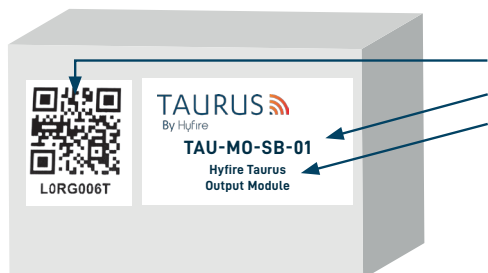 TAURUS
By Hyfire
TAU-MO-SB-01
Hyfire Taurus
Output Module
L0RG006T